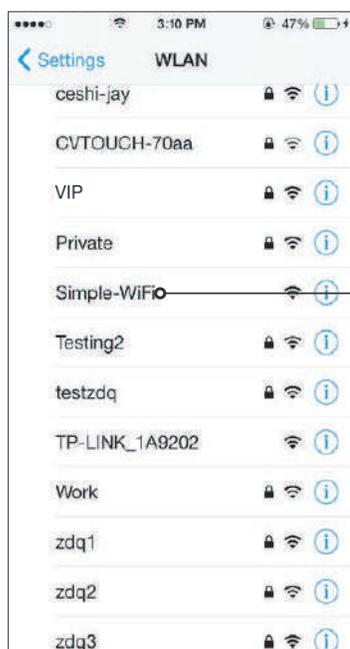 3:10 PM 47%
Settings WLAN
ceshi-jay
CVTOUCH-70aa
VIP
Private
Simple-WiFi
Testing2
testzdq
TP-LINK_1A9202
Work
zdq1
zdq2
zdq3